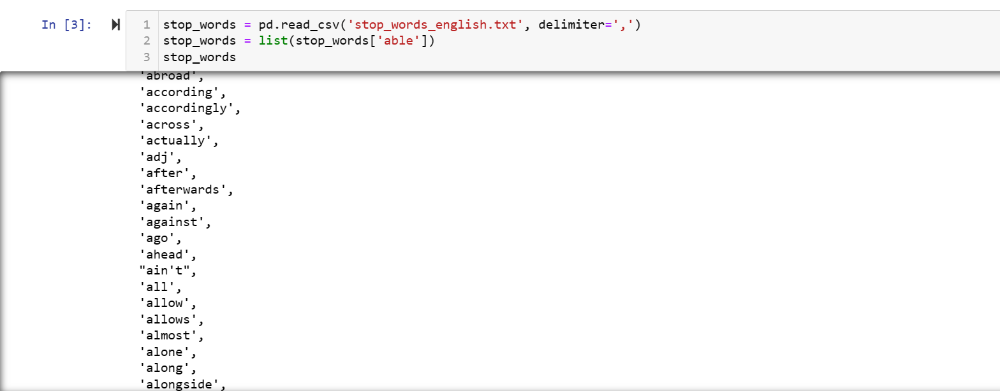 In [3]:
1 stop_words = pd.read_csv('stop_words_english.txt', delimiter=',')
2 stop_words = list(stop_words['able'])
3 stop_words
'abroad',
'according',
'accordingly',
'across',
'actually',
'adj',
'after',
'afterwards',
'again',
'against',
'ago',
'ahead',
"ain't",
'all',
'allow',
'allows',
'almost',
'alone',
'along',
'alongside',